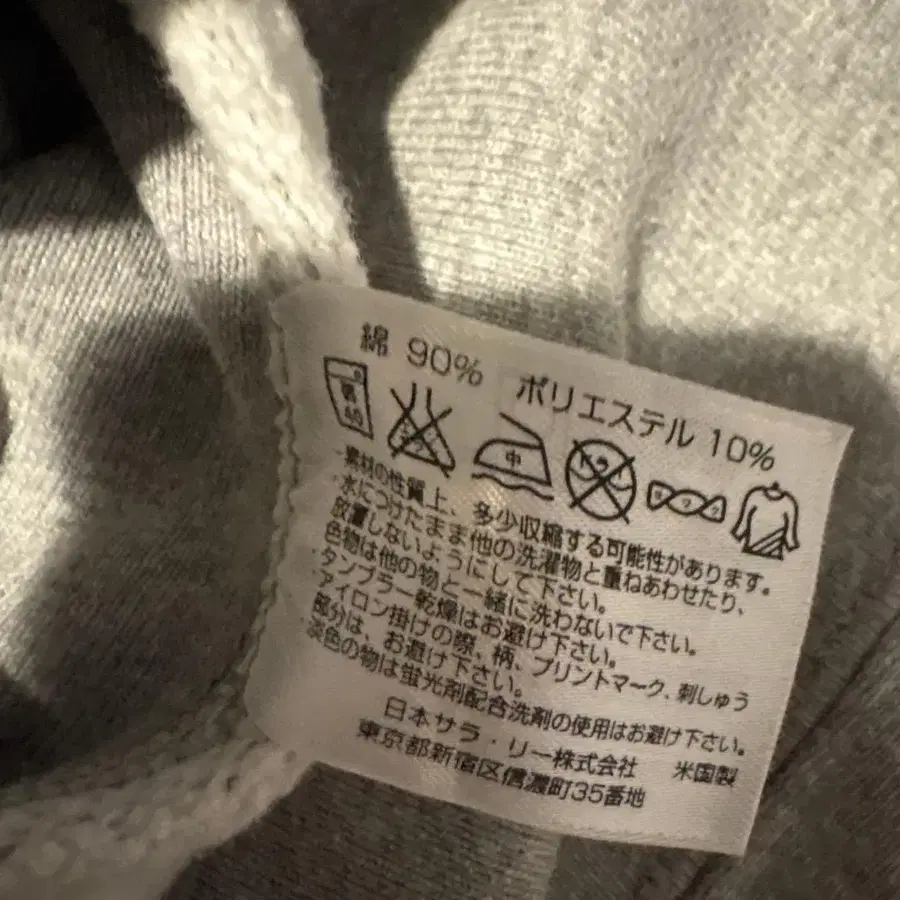 綿 90% ポリエステル 10%
弱
40
中
ドライ
・素材の性質上、多少収縮する可能性があります。
・水につけたまま他の洗濯物と重ねあわせたり、
放置しないようにして下さい。
色物は他の物と一緒に洗わないで下さい。
・タンブラー乾燥はお避け下さい。
アイロン掛けの際、柄、プリントマーク、刺しゅう
部分は、お避け下さい。
・淡色の物は蛍光剤配合洗剤の使用はお避け下さい。
日本サラ・リー株式会社 米国製
東京都新宿区信濃町35番地